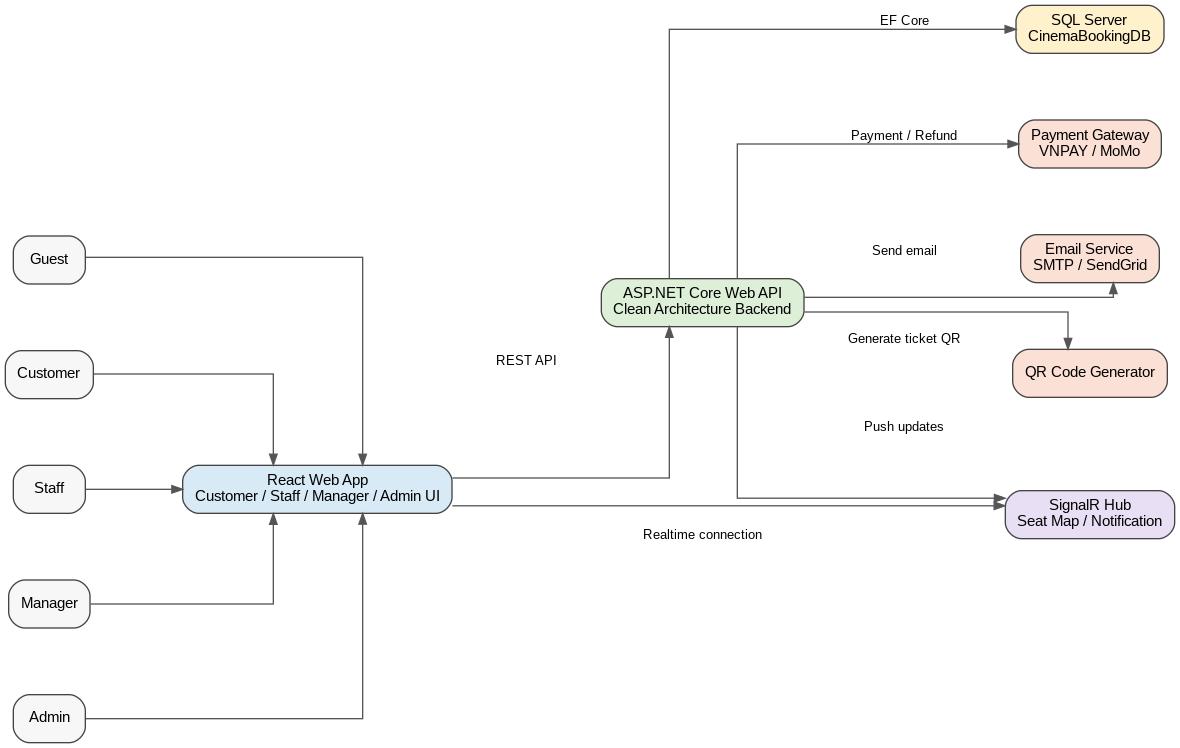 EF Core
SQL Server
CinemaBookingDB
Payment / Refund
Payment Gateway
VNPAY / MoMo
Guest
Send email
Email Service
SMTP / SendGrid
ASP.NET Core Web API
Clean Architecture Backend
Generate ticket QR
REST API
Customer
QR Code Generator
Push updates
Staff
React Web App
Customer / Staff / Manager / Admin UI
SignalR Hub
Seat Map / Notification
Realtime connection
Manager
Admin